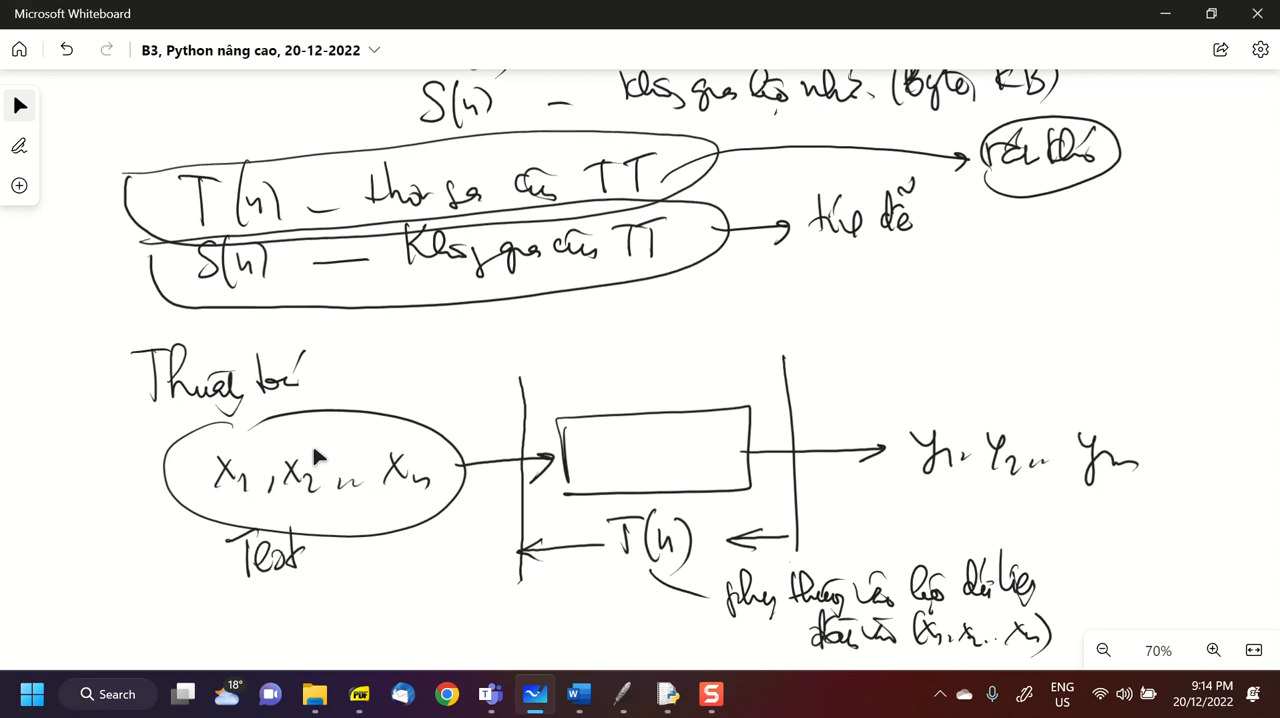 Microsoft Whiteboard
B3, Python nâng cao, 20-12-2022
S(n) - Không gian bộ nhớ. (Byte, KB)
T(n) - thời gian của TT
rất khó
S(n) — Không gian của TT
tiếp dễ
Thuật toán
x1, x2 .. xn
Test
T(n)
y1, y2 .. ym
phụ thuộc vào bộ dữ liệu
đầu vào (x1, x2 .. xn)
70%
Search
18°
PDF
W
S
ENG
US
9:14 PM
20/12/2022